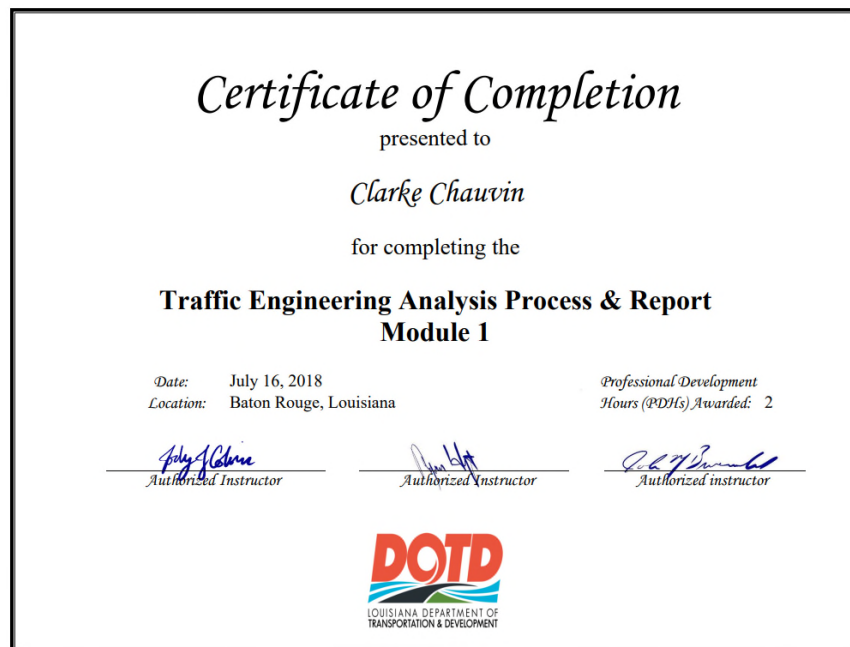 Certificate of Completion
presented to
Clarke Chauvin
for completing the
Traffic Engineering Analysis Process & Report
Module 1
Date: July 16, 2018
Professional Development
Location: Baton Rouge, Louisiana
Hours (PDHs) Awarded: 2
Authorized Instructor
Authorized Instructor
Authorized instructor
DOTD
LOUISIANA DEPARTMENT OF
TRANSPORTATION & DEVELOPMENT